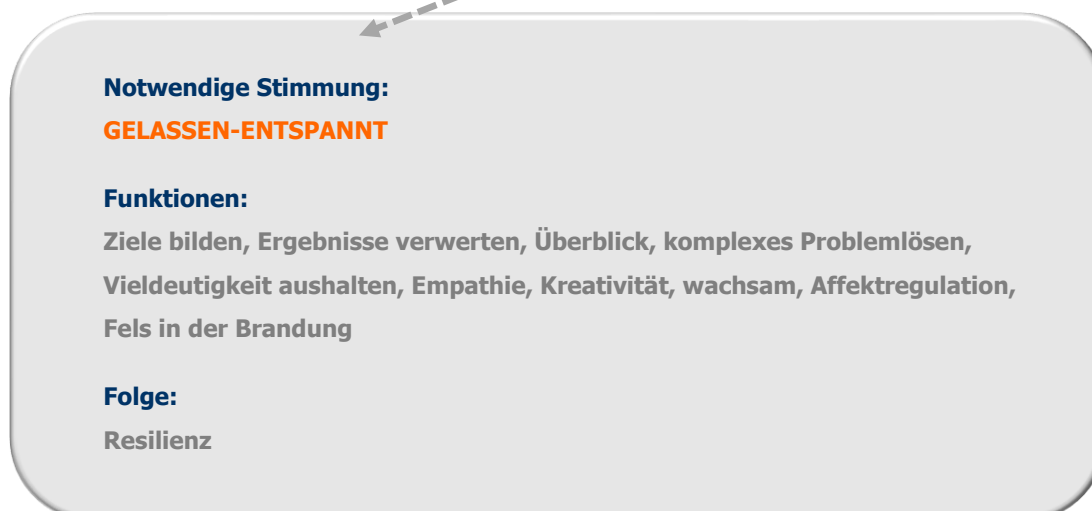 Notwendige Stimmung:
GELASSEN-ENTSPANNT
Funktionen:
Ziele bilden, Ergebnisse verwerten, Überblick, komplexes Problemlösen,
Vieldeutigkeit aushalten, Empathie, Kreativität, wachsam, Affektregulation,
Fels in der Brandung
Folge:
Resilienz